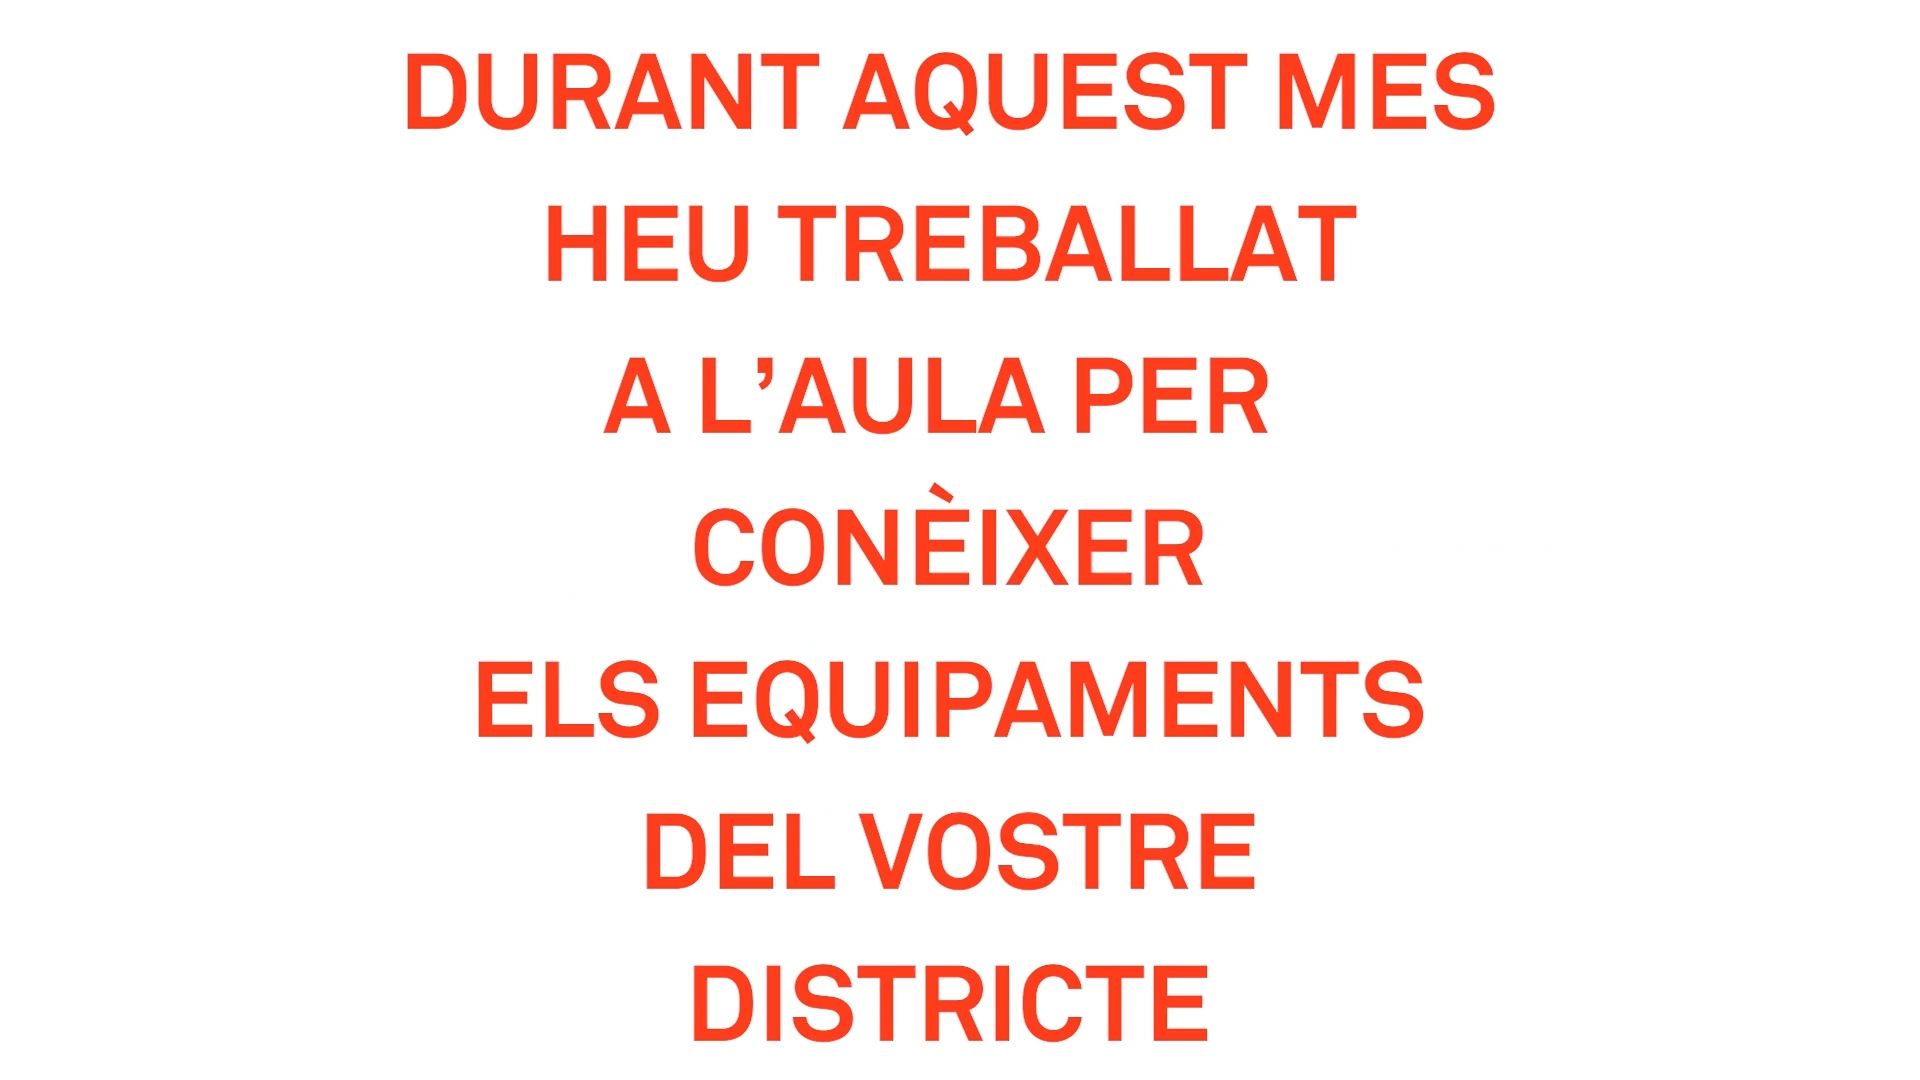 DURANT AQUEST MES
HEU TREBALLAT
A L’AULA PER
CONÈIXER
ELS EQUIPAMENTS
DEL VOSTRE
DISTRICTE